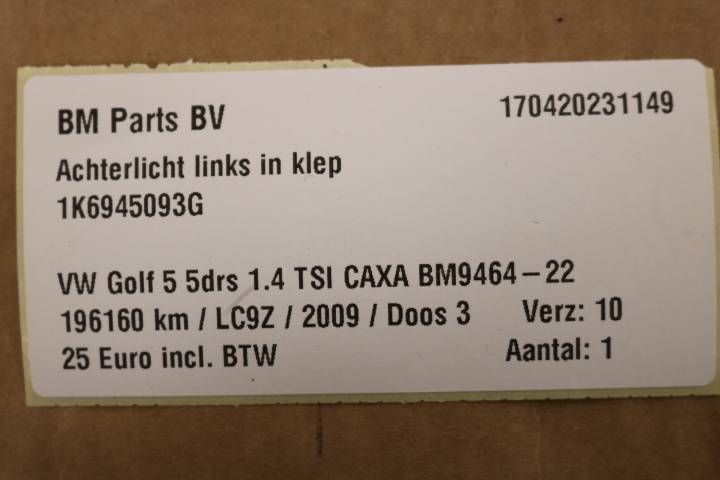 BM Parts BV 170420231149
Achterlicht links in klep
1K6945093G
VW Golf 5 5drs 1.4 TSI CAXA BM9464-22
196160 km / LC9Z / 2009 / Doos 3 Verz: 10
25 Euro incl. BTW Aantal: 1